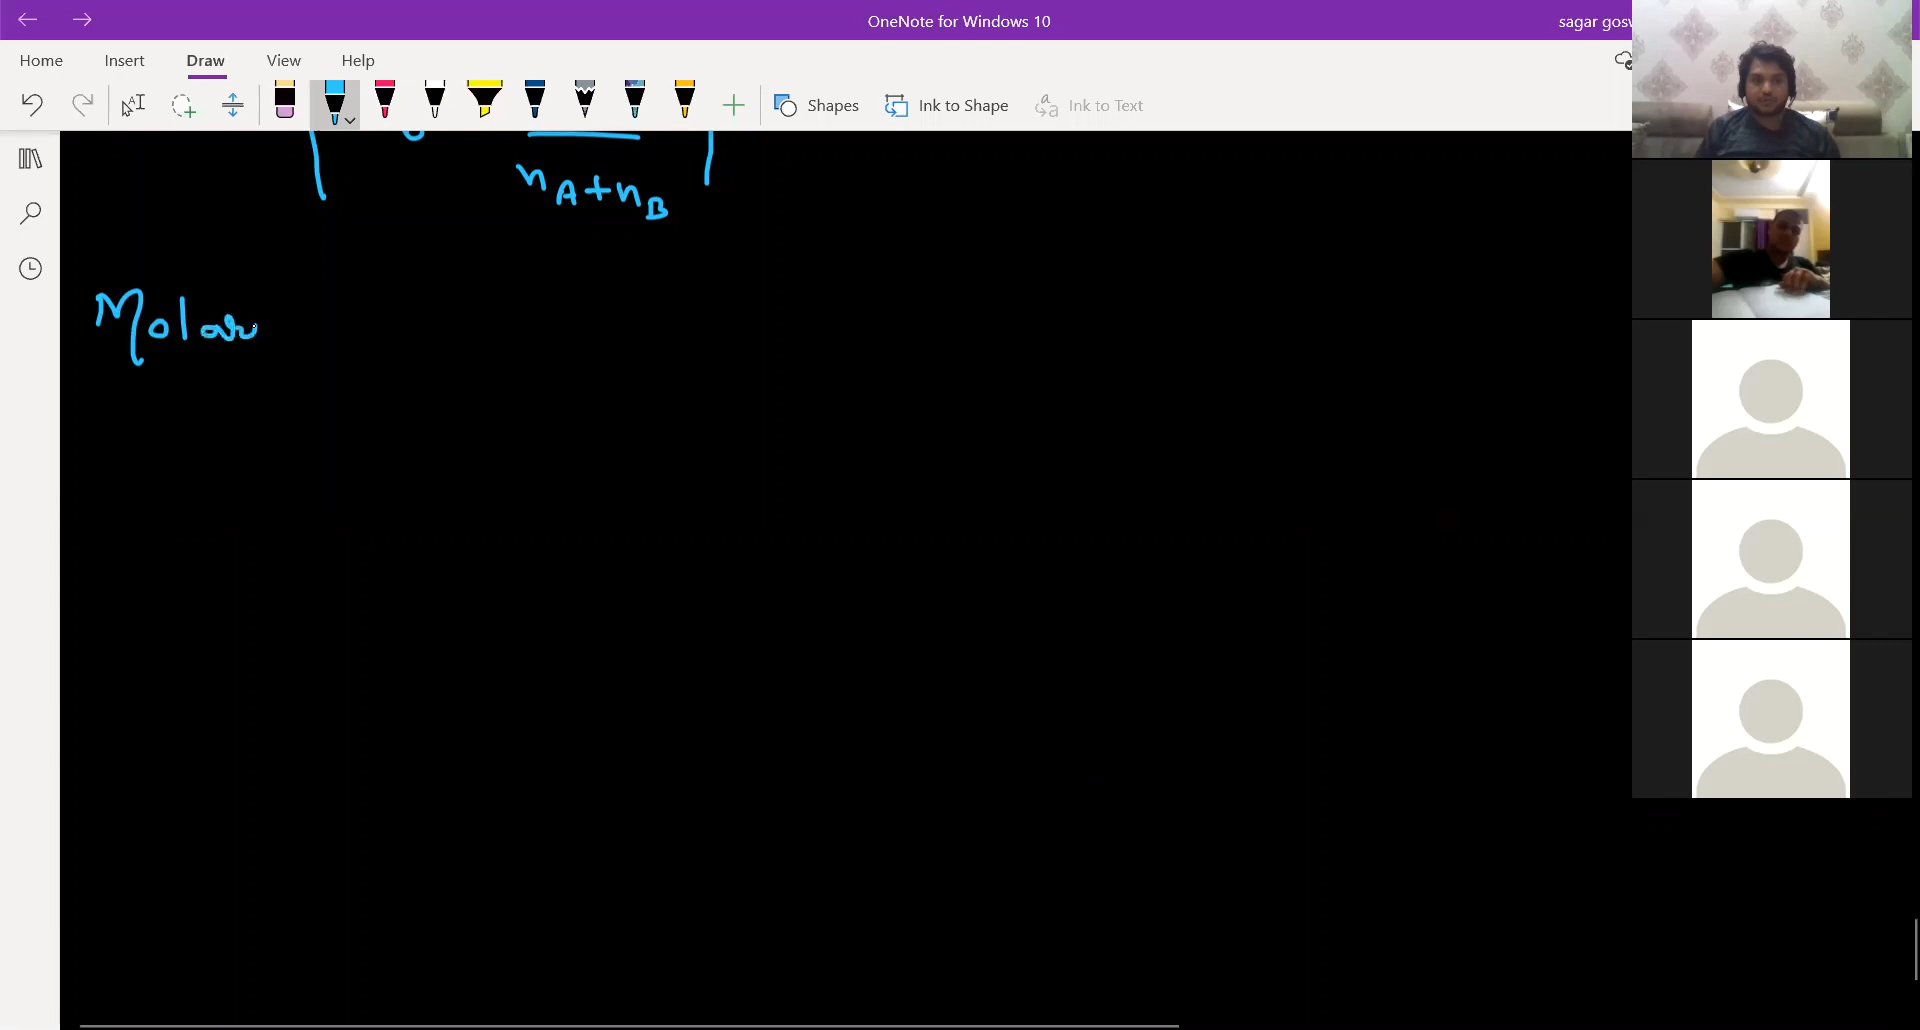 OneNote for Windows 10
sagar gosw
Home Insert Draw View Help
Shapes Ink to Shape Ink to Text
nA+nB
Molar